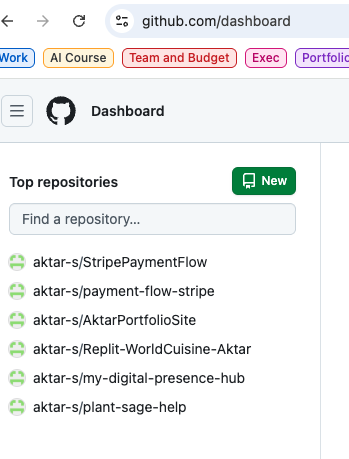 github.com/dashboard
Work
AI Course
Team and Budget
Exec
Portfolio
Dashboard
Top repositories
New
Find a repository...
aktar-s/StripePaymentFlow
aktar-s/payment-flow-stripe
aktar-s/AktarPortfolioSite
aktar-s/Replit-WorldCuisine-Aktar
aktar-s/my-digital-presence-hub
aktar-s/plant-sage-help